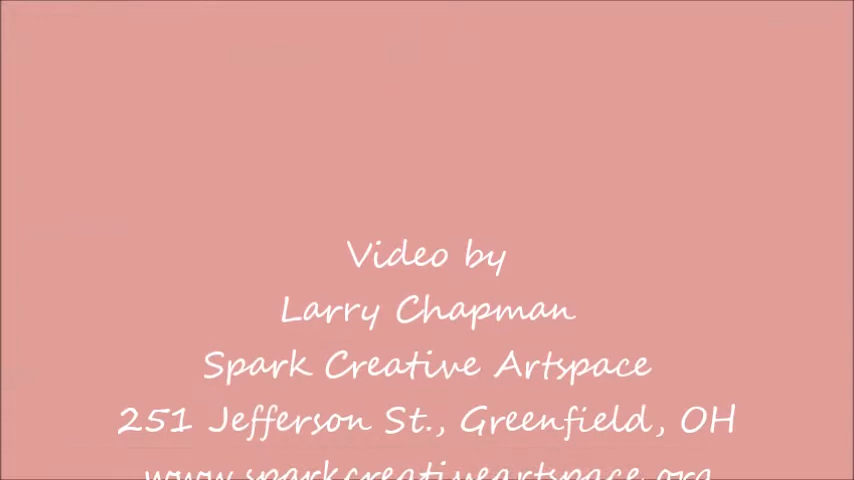 Video by
Larry Chapman
Spark Creative Artspace
251 Jefferson St., Greenfield, OH
www.sparkcreativeartspace.org